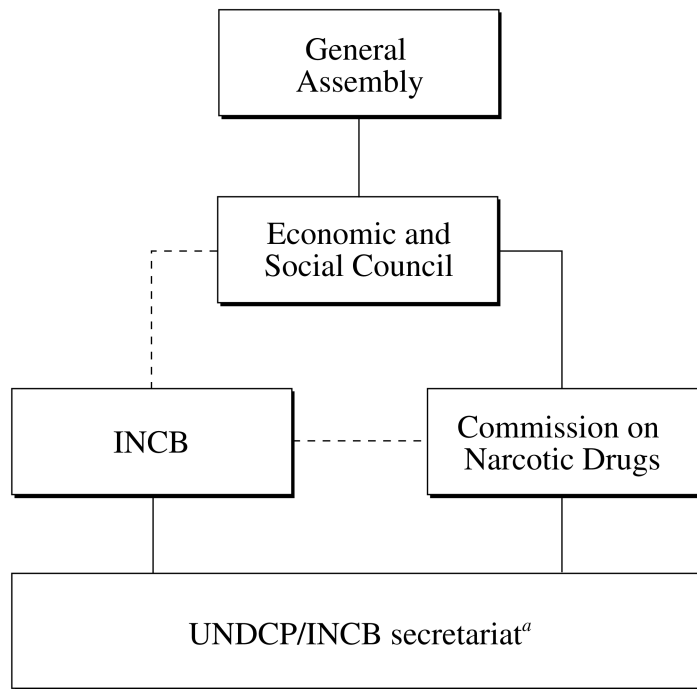 General
Assembly
Economic and
Social Council
INCB
Commission on
Narcotic Drugs
UNDCP/INCB secretariatᵃ